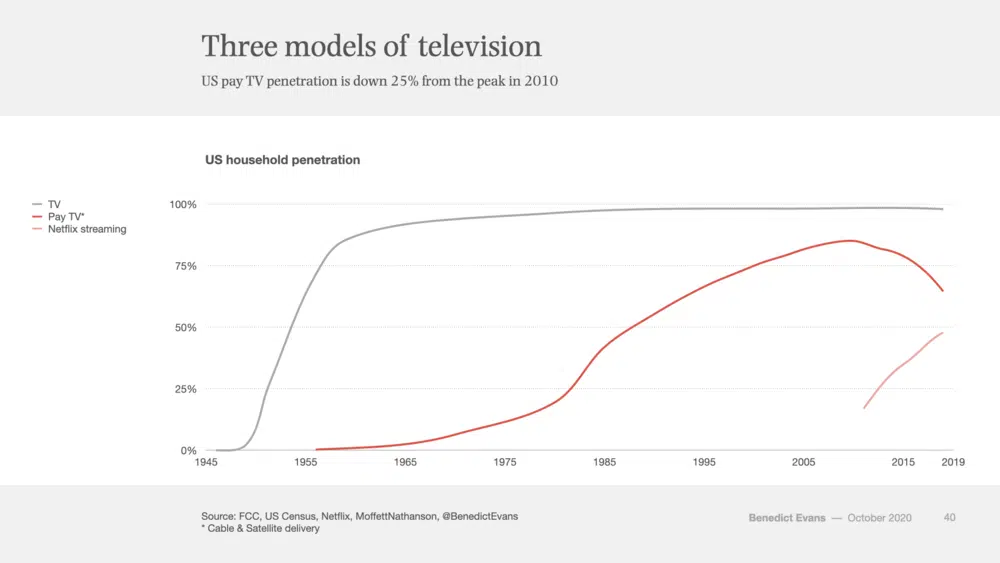 Three models of television
US pay TV penetration is down 25% from the peak in 2010
US household penetration
TV
Pay TV*
Netflix streaming
100%
75%
50%
25%
0%
1945 1955 1965 1975 1985 1995 2005 2015 2019
Source: FCC, US Census, Netflix, MoffettNathanson, @BenedictEvans
* Cable & Satellite delivery
Benedict Evans — October 2020 40